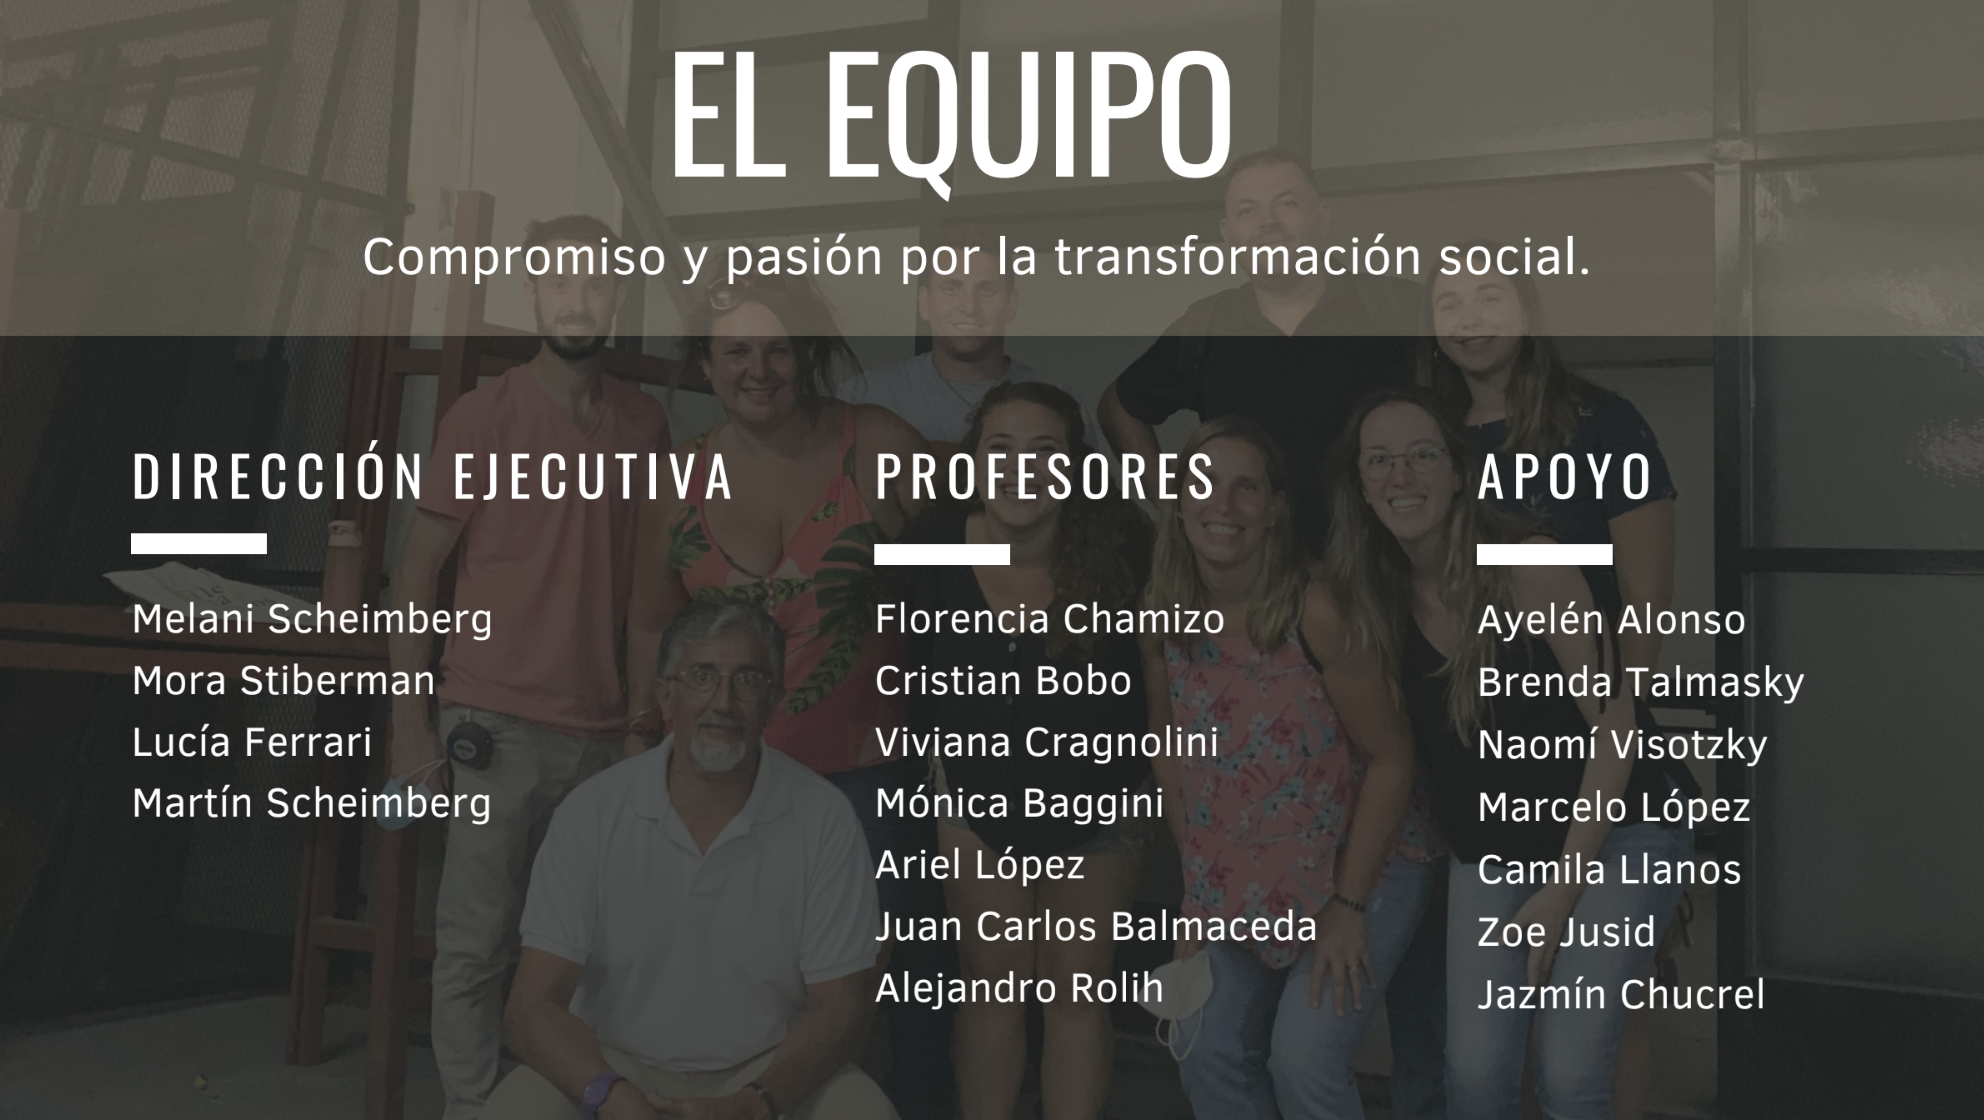 EL EQUIPO
Compromiso y pasión por la transformación social.
DIRECCIÓN EJECUTIVA
Melani Scheimberg
Mora Stiberman
Lucía Ferrari
Martín Scheimberg
PROFESORES
Florencia Chamizo
Cristian Bobo
Viviana Cragnolini
Mónica Baggini
Ariel López
Juan Carlos Balmaceda
Alejandro Rolih
APOYO
Ayelén Alonso
Brenda Talmasky
Naomí Visotzky
Marcelo López
Camila Llanos
Zoe Jusid
Jazmín Chucrel